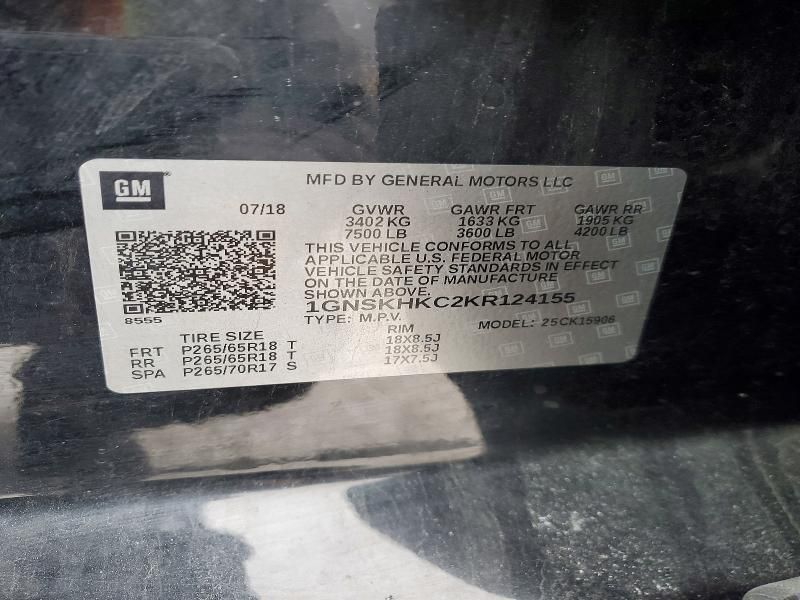 GM
MFD BY GENERAL MOTORS LLC
07/18 GVWR GAWR FRT GAWR RR
3402 KG 1633 KG 1905 KG
7500 LB 3600 LB 4200 LB
THIS VEHICLE CONFORMS TO ALL
APPLICABLE U.S. FEDERAL MOTOR
VEHICLE SAFETY STANDARDS IN EFFECT
ON THE DATE OF MANUFACTURE
SHOWN ABOVE.
1GNSKHKC2KR124155
8555 TYPE: M.P.V. MODEL: 25CK15906
TIRE SIZE RIM
FRT P265/65R18 T 18X8.5J
RR P265/65R18 T 18X8.5J
SPA P265/70R17 S 17X7.5J